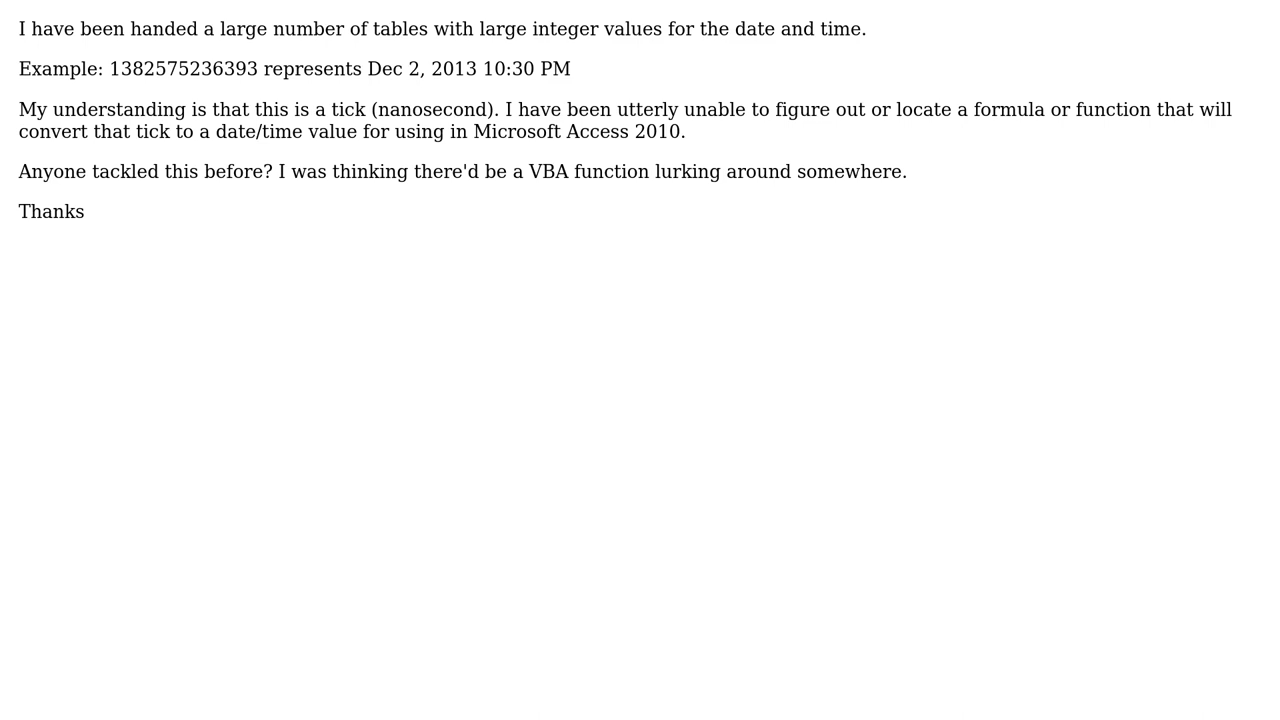 I have been handed a large number of tables with large integer values for the date and time.
Example: 1382575236393 represents Dec 2, 2013 10:30 PM
My understanding is that this is a tick (nanosecond). I have been utterly unable to figure out or locate a formula or function that will
convert that tick to a date/time value for using in Microsoft Access 2010.
Anyone tackled this before? I was thinking there'd be a VBA function lurking around somewhere.
Thanks